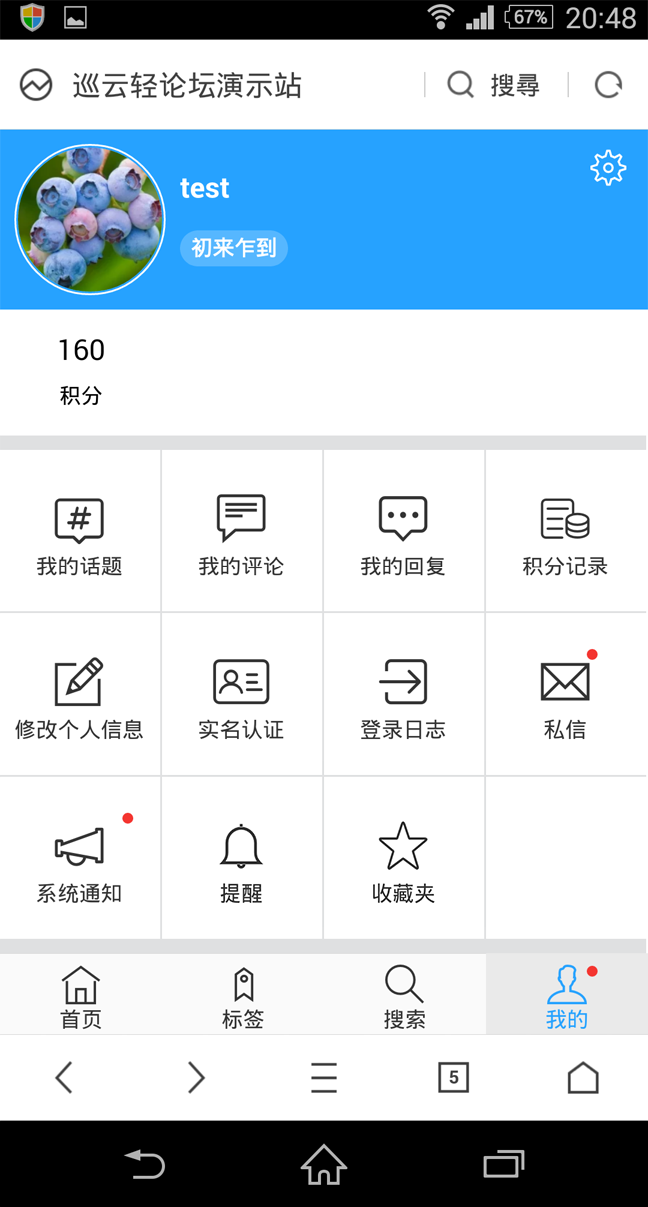 67% 20:48
巡云轻论坛演示站 搜尋
test
初来乍到
160
积分
#
我的话题 我的评论 我的回复 积分记录
修改个人信息 实名认证 登录日志 私信
系统通知 提醒 收藏夹
首页 标签 搜索 我的
5